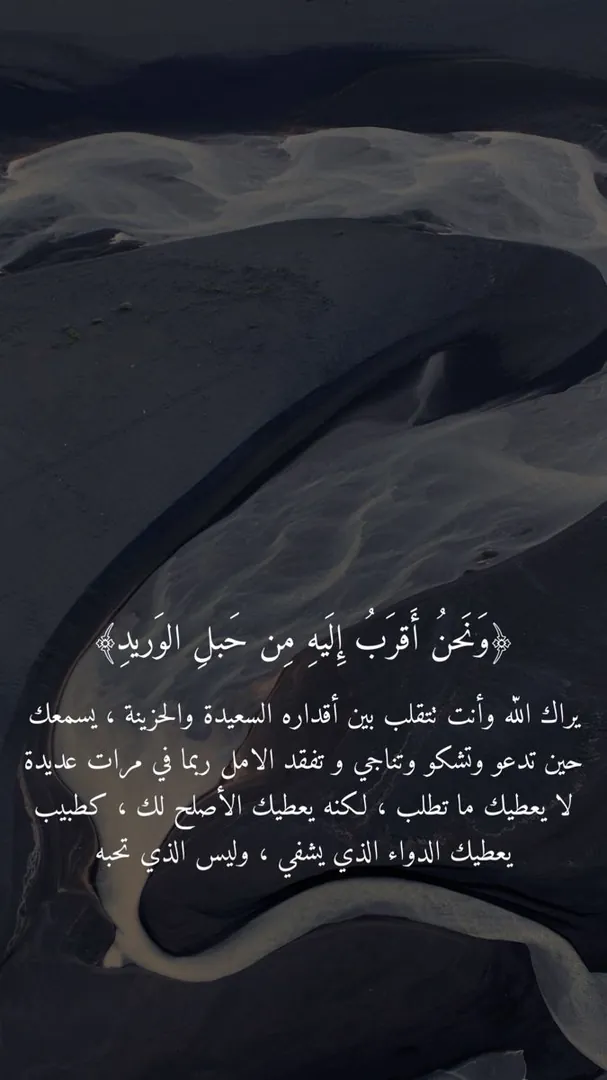 ﴿وَنَحنُ أَقرَبُ إِلَيهِ مِن حَبلِ الوَريدِ﴾
يراك الله وأنت تتقلب بين أقداره السعيدة والحزينة ، يسمعك
حين تدعو وتشكو وتناجي و تفقد الامل ربما في مرات عديدة
لا يعطيك ما تطلب ، لكنه يعطيك الأصلح لك ، كطبيب
يعطيك الدواء الذي يشفي ، وليس الذي تحبه